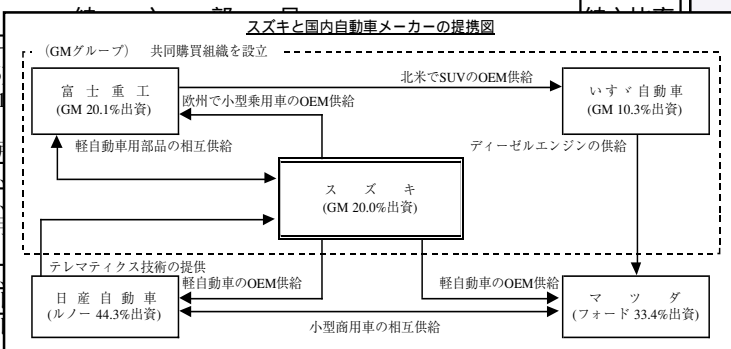 スズキと国内自動車メーカーの提携図
(GMグループ) 共同購買組織を設立
富士重工
(GM 20.1%出資)
北米でSUVのOEM供給
いすゞ自動車
(GM 10.3%出資)
欧州で小型乗用車のOEM供給
軽自動車用部品の相互供給
ディーゼルエンジンの供給
スズキ
(GM 20.0%出資)
テレマティクス技術の提供
日産自動車
(ルノー 44.3%出資)
軽自動車のOEM供給
軽自動車のOEM供給
マツダ
(フォード 33.4%出資)
小型商用車の相互供給